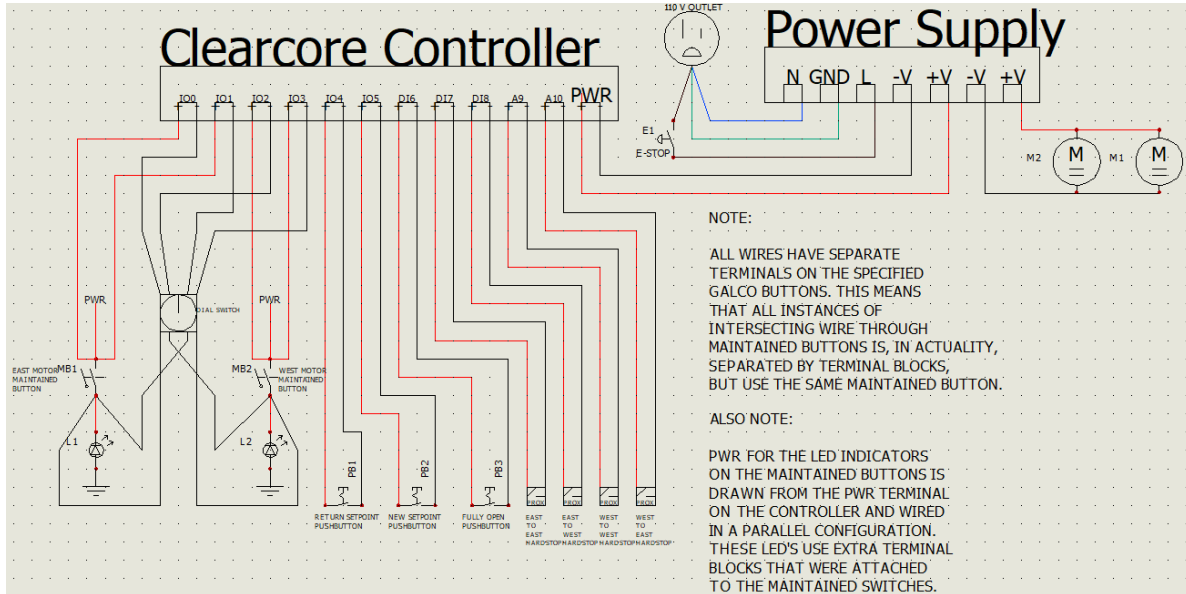 110 V OUTLET
Clearcore Controller
Power Supply
N GND L -V +V -V +V
IO0 IO1 IO2 IO3 IO4 IO5 DI6 DI7 DI8 A9 A10 PWR
+ - + - + - + - + - + - + - + - + - + - + - + -
E1
E-STOP
M2 M M1 M
NOTE:
ALL WIRES HAVE SEPARATE
TERMINALS ON THE SPECIFIED
GALCO BUTTONS. THIS MEANS
THAT ALL INSTANCES OF
INTERSECTING WIRE THROUGH
MAINTAINED BUTTONS IS, IN ACTUALITY,
SEPARATED BY TERMINAL BLOCKS,
BUT USE THE SAME MAINTAINED BUTTON.
ALSO NOTE:
PWR FOR THE LED INDICATORS
ON THE MAINTAINED BUTTONS IS
DRAWN FROM THE PWR TERMINAL
ON THE CONTROLLER AND WIRED
IN A PARALLEL CONFIGURATION.
THESE LED'S USE EXTRA TERMINAL
BLOCKS THAT WERE ATTACHED
TO THE MAINTAINED SWITCHES.
PWR
PWR
DIAL SWITCH
EAST MOTOR
MAINTAINED
BUTTON
MB1
MB2
WEST MOTOR
MAINTAINED
BUTTON
L1
L2
PB1
PB2
PB3
PROX
PROX
PROX
PROX
RETURN SETPOINT
PUSHBUTTON
NEW SETPOINT
PUSHBUTTON
FULLY OPEN
PUSHBUTTON
EAST
TO
EAST
HARDSTOP
EAST
TO
WEST
HARDSTOP
WEST
TO
WEST
HARDSTOP
WEST
TO
EAST
HARDSTOP